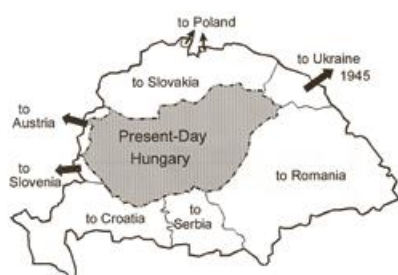 to Poland
to Slovakia
to Ukraine
1945
to
Austria
Present-Day
Hungary
to
Slovenia
to Romania
to Croatia
to
Serbia